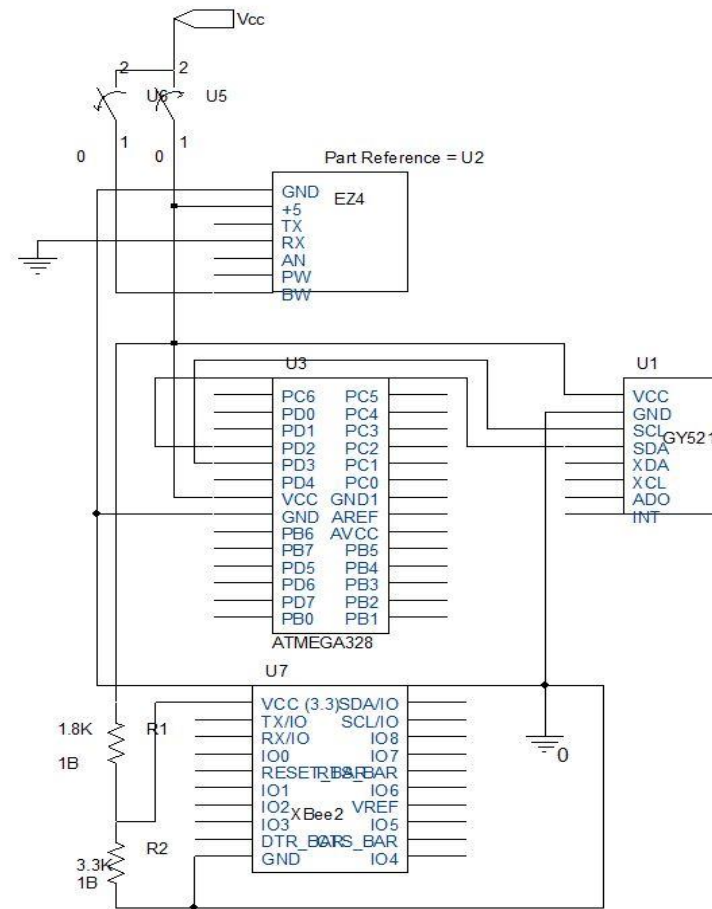 Vcc
2 2
U6 U5
1 1
0 0
Part Reference = U2
EZ4
GND
+5
TX
RX
AN
PW
BW
U3
PC6 PC5
PD0 PC4
PD1 PC3
PD2 PC2
PD3 PC1
PD4 PC0
VCC GND1
GND AREF
PB6 AVCC
PB7 PB5
PD5 PB4
PD6 PB3
PD7 PB2
PB0 PB1
ATMEGA328
U1
VCC
GND
SCL
GY521
SDA
XDA
XCL
ADO
INT
U7
VCC (3.3) SDA/IO
TX/IO SCL/IO
RX/IO IO8
IO0 IO7
RESET_BAR RTS_BAR
IO1 IO6
IO2 VREF
XBee2
IO3 IO5
DTR_BAR CTS_BAR
GND IO4
1.8K R1
1B
R2
3.3K
1B
0